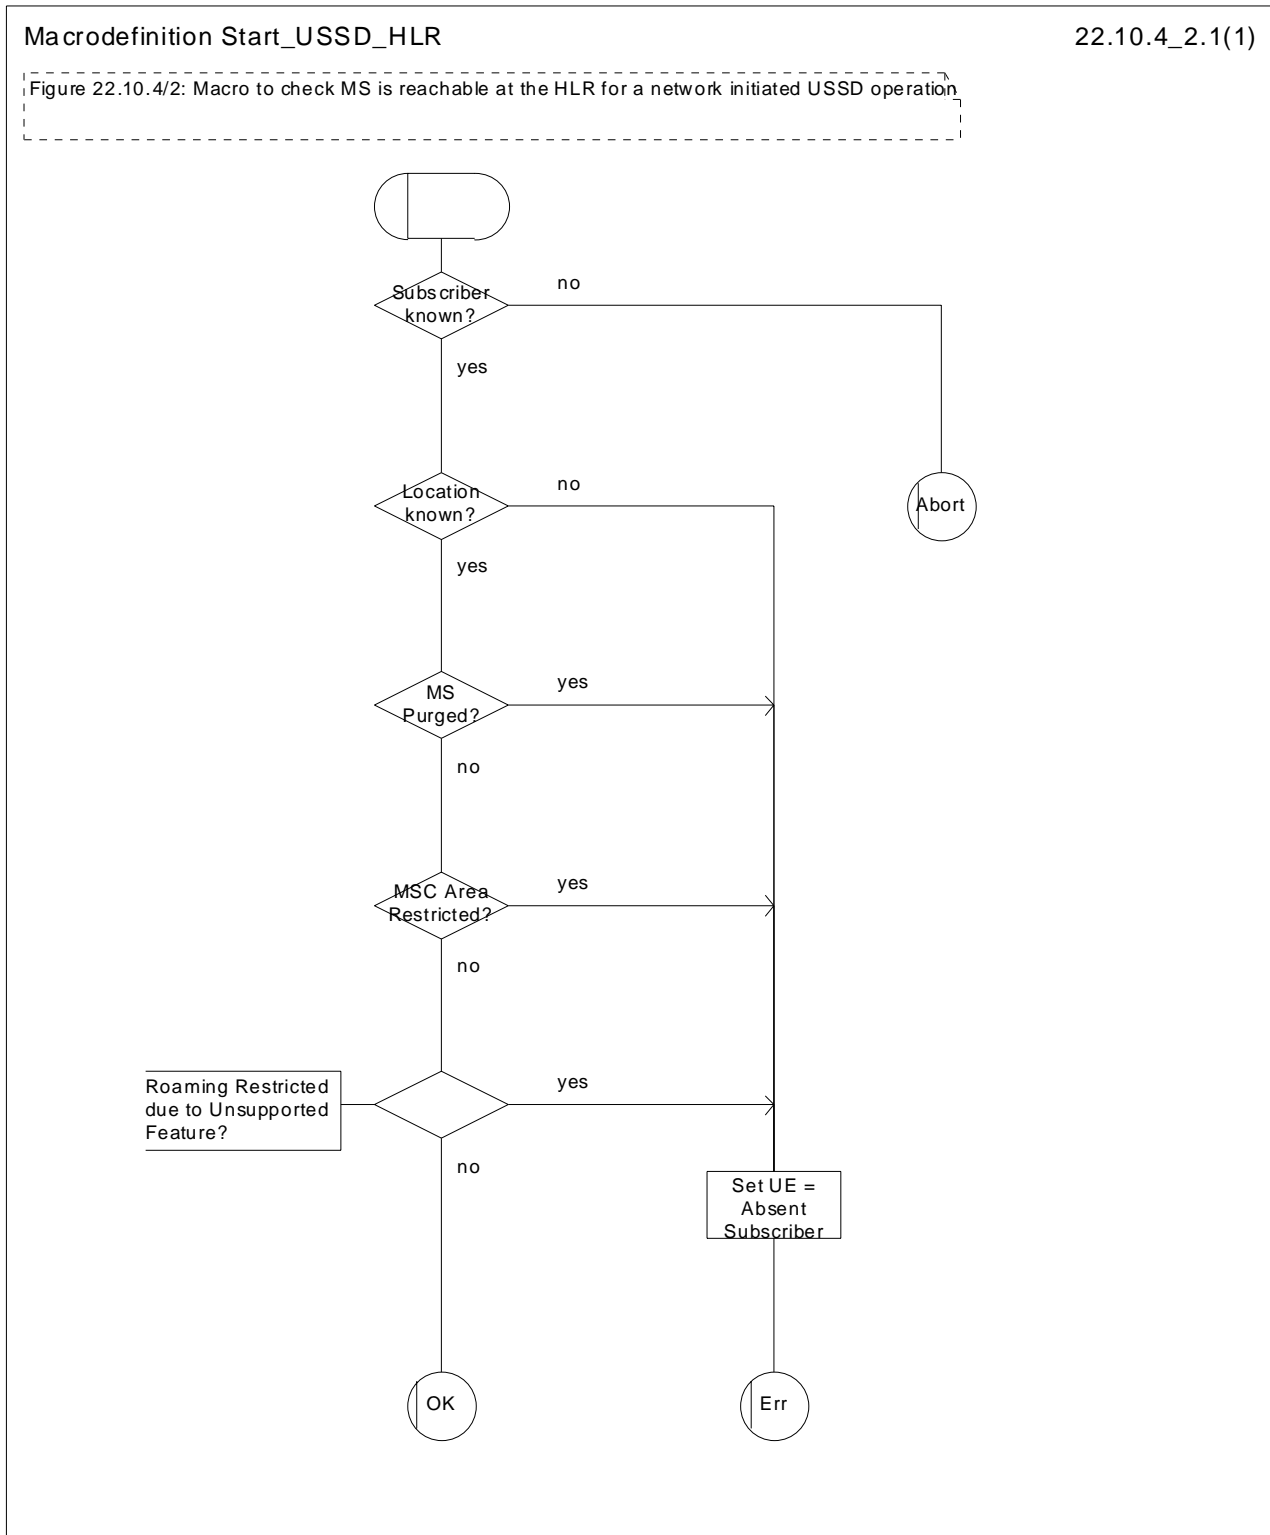 Macrodefinition Start_USSD_HLR
22.10.4_2.1(1)
Figure 22.10.4/2: Macro to check MS is reachable at the HLR for a network initiated USSD operation
Subscriber
known?
no
yes
Location
known?
no
Abort
yes
MS
Purged?
yes
no
MSC Area
Restricted?
yes
no
Roaming Restricted
due to Unsupported
Feature?
yes
no
Set UE =
Absent
Subscriber
OK
Err